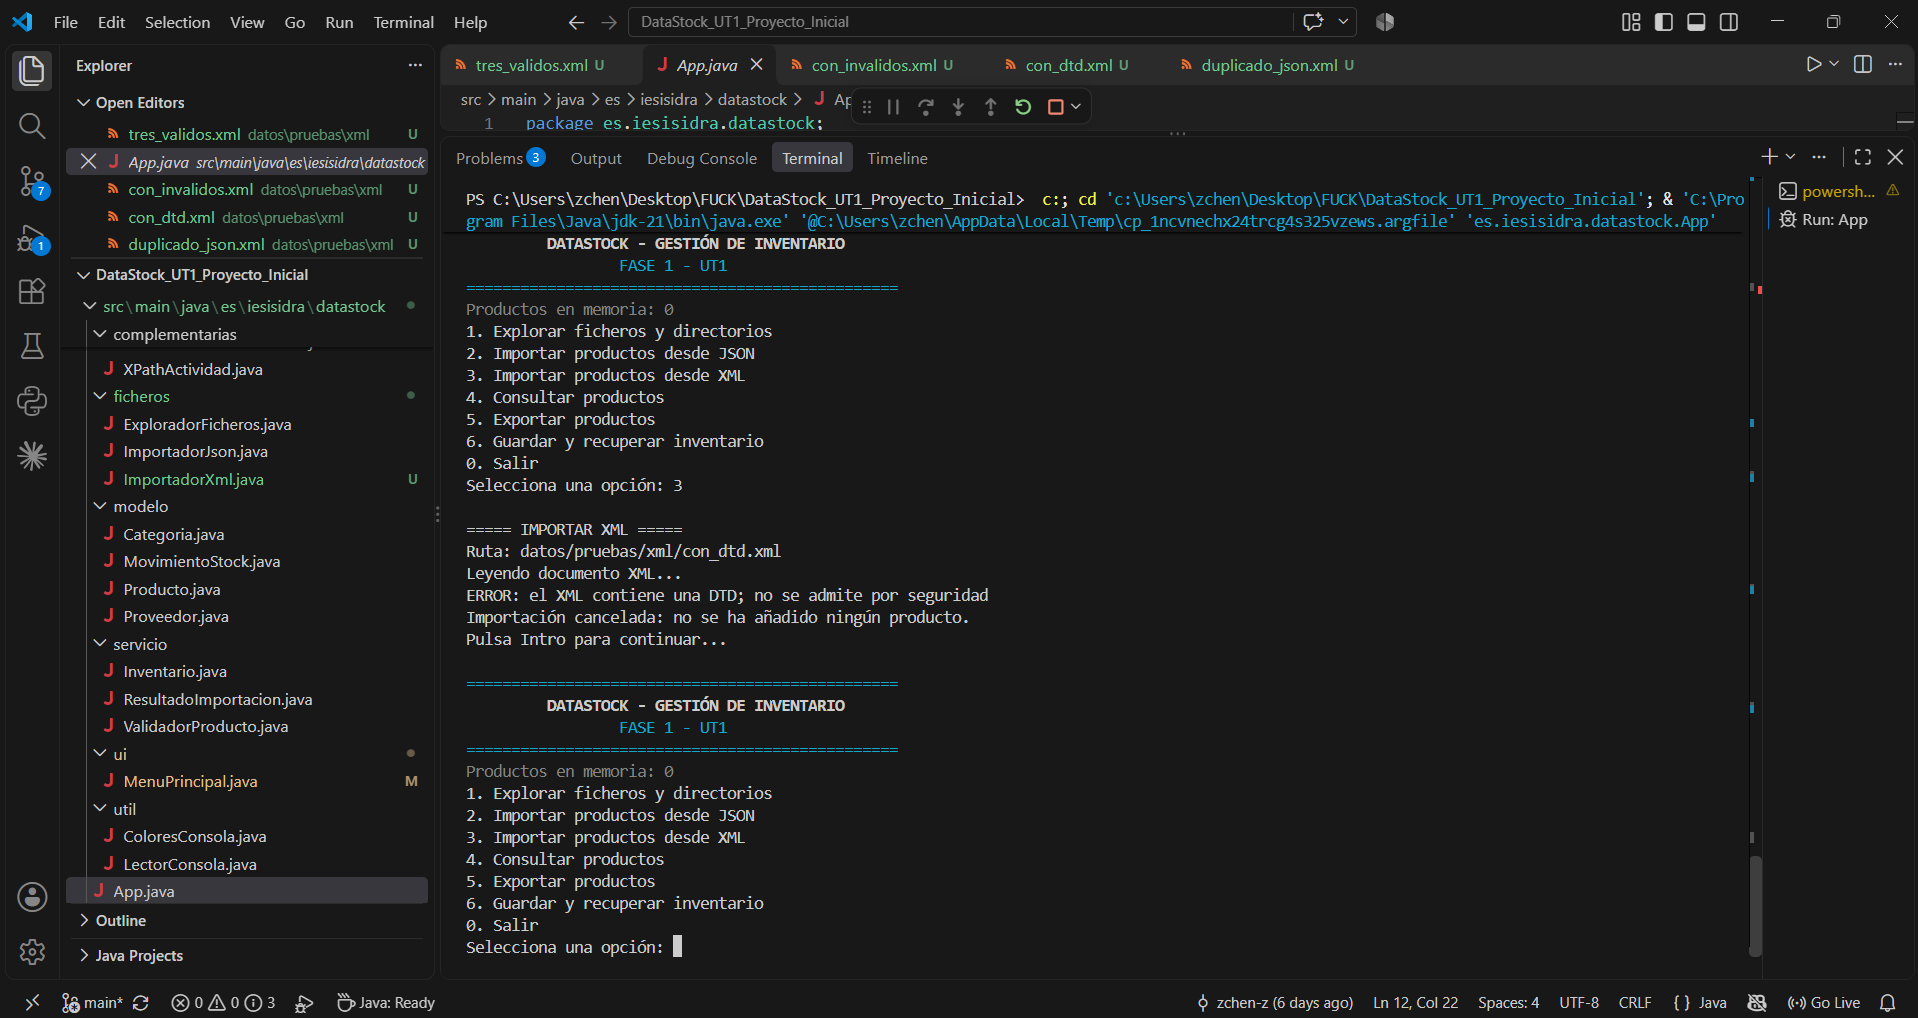 File Edit Selection View Go Run Terminal Help
DataStock_UT1_Proyecto_Inicial
Explorer
Open Editors
tres_validos.xml datos\pruebas\xml U
App.java src\main\java\es\iesisidra\datastock
con_invalidos.xml datos\pruebas\xml U
con_dtd.xml datos\pruebas\xml U
duplicado_json.xml datos\pruebas\xml U
DataStock_UT1_Proyecto_Inicial
src\main\java\es\iesisidra\datastock
complementarias
XPathActividad.java
ficheros
ExploradorFicheros.java
ImportadorJson.java
ImportadorXml.java U
modelo
Categoria.java
MovimientoStock.java
Producto.java
Proveedor.java
servicio
Inventario.java
ResultadoImportacion.java
ValidadorProducto.java
ui
MenuPrincipal.java M
util
ColoresConsola.java
LectorConsola.java
App.java
Outline
Java Projects
7
1
tres_validos.xml U
App.java
con_invalidos.xml U
con_dtd.xml U
duplicado_json.xml U
src > main > java > es > iesisidra > datastock >
1 package es.iesisidra.datastock;
Problems 3 Output Debug Console Terminal Timeline
PS C:\Users\zchen\Desktop\FUCK\DataStock_UT1_Proyecto_Inicial> c:; cd 'c:\Users\zchen\Desktop\FUCK\DataStock_UT1_Proyecto_Inicial'; & 'C:\Pro
gram Files\Java\jdk-21\bin\java.exe' '@C:\Users\zchen\AppData\Local\Temp\cp_1ncvnechx24trcg4s325vzews.argfile' 'es.iesisidra.datastock.App'
DATASTOCK - GESTIÓN DE INVENTARIO
FASE 1 - UT1
================================================
Productos en memoria: 0
1. Explorar ficheros y directorios
2. Importar productos desde JSON
3. Importar productos desde XML
4. Consultar productos
5. Exportar productos
6. Guardar y recuperar inventario
0. Salir
Selecciona una opción: 3
===== IMPORTAR XML =====
Ruta: datos/pruebas/xml/con_dtd.xml
Leyendo documento XML...
ERROR: el XML contiene una DTD; no se admite por seguridad
Importación cancelada: no se ha añadido ningún producto.
Pulsa Intro para continuar...
================================================
DATASTOCK - GESTIÓN DE INVENTARIO
FASE 1 - UT1
================================================
Productos en memoria: 0
1. Explorar ficheros y directorios
2. Importar productos desde JSON
3. Importar productos desde XML
4. Consultar productos
5. Exportar productos
6. Guardar y recuperar inventario
0. Salir
Selecciona una opción:
powersh...
Run: App
main* 0 0 3 Java: Ready
zchen-z (6 days ago) Ln 12, Col 22 Spaces: 4 UTF-8 CRLF { } Java Go Live